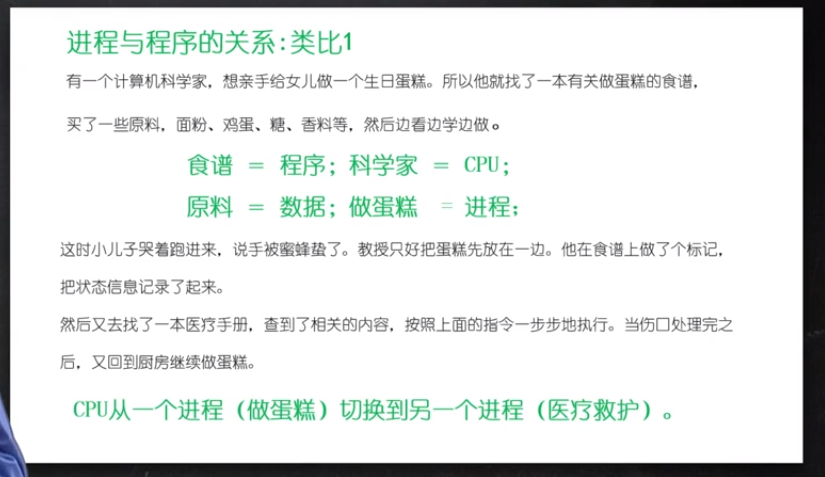 进程与程序的关系:类比1
有一个计算机科学家，想亲手给女儿做一个生日蛋糕。所以他就找了一本有关做蛋糕的食谱，
买了一些原料，面粉、鸡蛋、糖、香料等，然后边看边学边做。
食谱 = 程序; 科学家 = CPU;
原料 = 数据; 做蛋糕 = 进程;
这时小儿子哭着跑进来，说手被蜜蜂蛰了。教授只好把蛋糕先放在一边。他在食谱上做了个标记，
把状态信息记录了起来。
然后又去找了一本医疗手册，查到了相关的内容，按照上面的指令一步步地执行。当伤口处理完之
后，又回到厨房继续做蛋糕。
CPU从一个进程（做蛋糕）切换到另一个进程（医疗救护）。